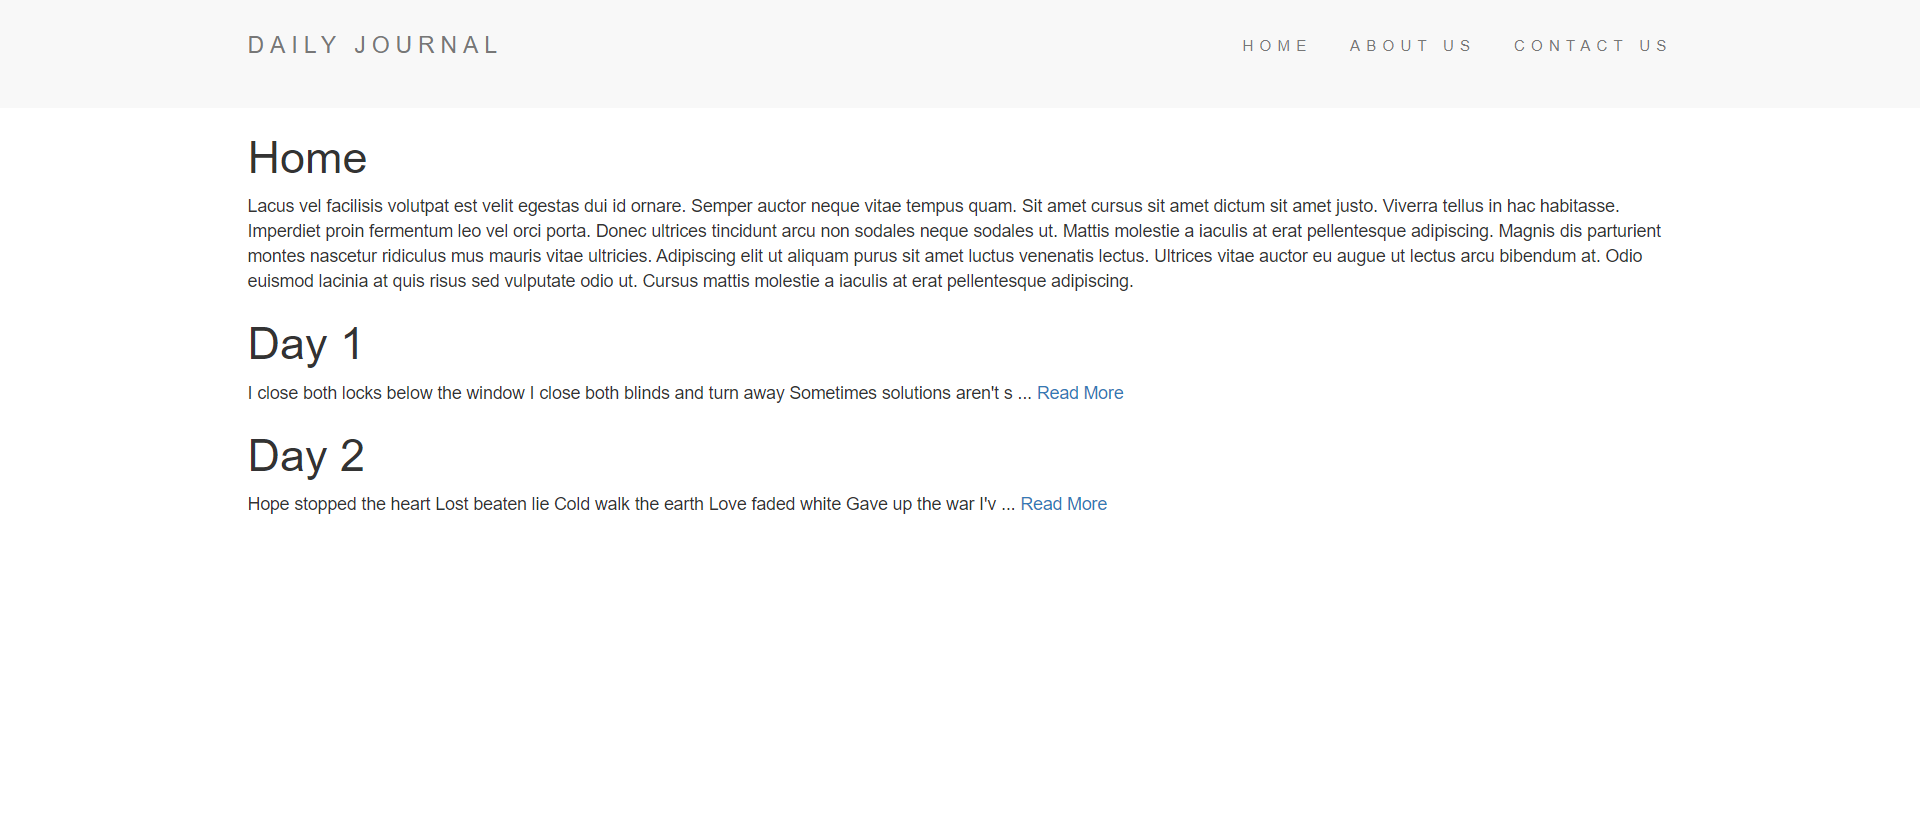 DAILY JOURNAL
HOME ABOUT US CONTACT US
Home
Lacus vel facilisis volutpat est velit egestas dui id ornare. Semper auctor neque vitae tempus quam. Sit amet cursus sit amet dictum sit amet justo. Viverra tellus in hac habitasse.
Imperdiet proin fermentum leo vel orci porta. Donec ultrices tincidunt arcu non sodales neque sodales ut. Mattis molestie a iaculis at erat pellentesque adipiscing. Magnis dis parturient
montes nascetur ridiculus mus mauris vitae ultricies. Adipiscing elit ut aliquam purus sit amet luctus venenatis lectus. Ultrices vitae auctor eu augue ut lectus arcu bibendum at. Odio
euismod lacinia at quis risus sed vulputate odio ut. Cursus mattis molestie a iaculis at erat pellentesque adipiscing.
Day 1
I close both locks below the window I close both blinds and turn away Sometimes solutions aren't s ... Read More
Day 2
Hope stopped the heart Lost beaten lie Cold walk the earth Love faded white Gave up the war I'v ... Read More